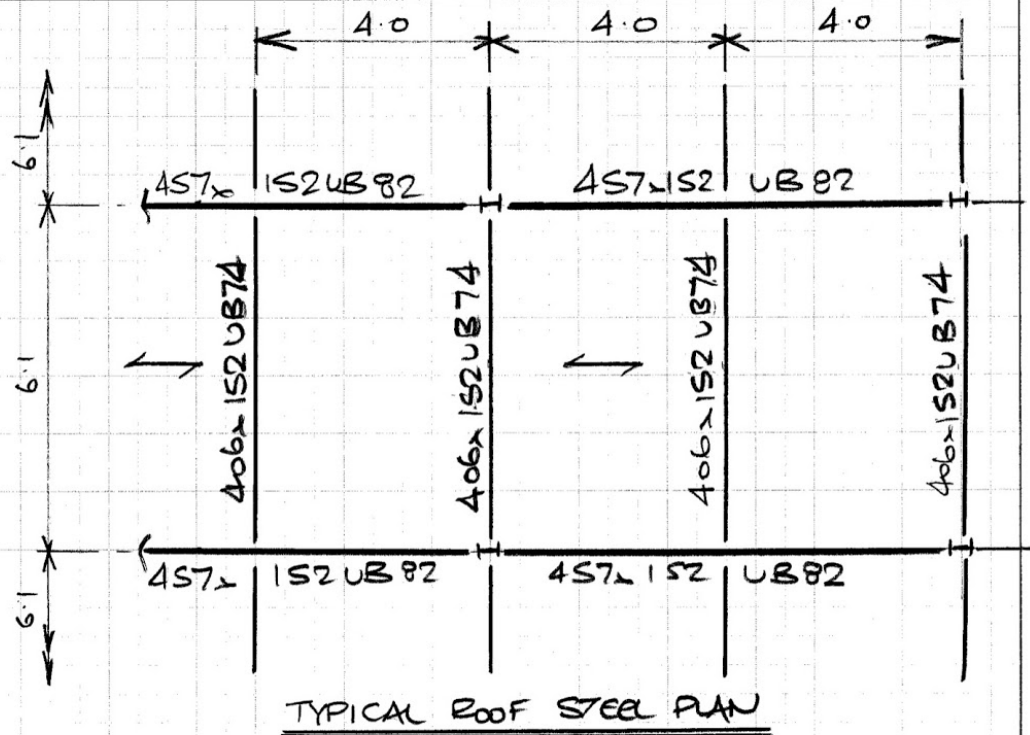 4.0 4.0 4.0
6.1
457x 152UB82 457x152 UB82
406x152UB74
406x152UB74
406x152UB74
406x152UB74
6.1
457x 152UB82 457x152 UB82
6.1
TYPICAL ROOF STEEL PLAN